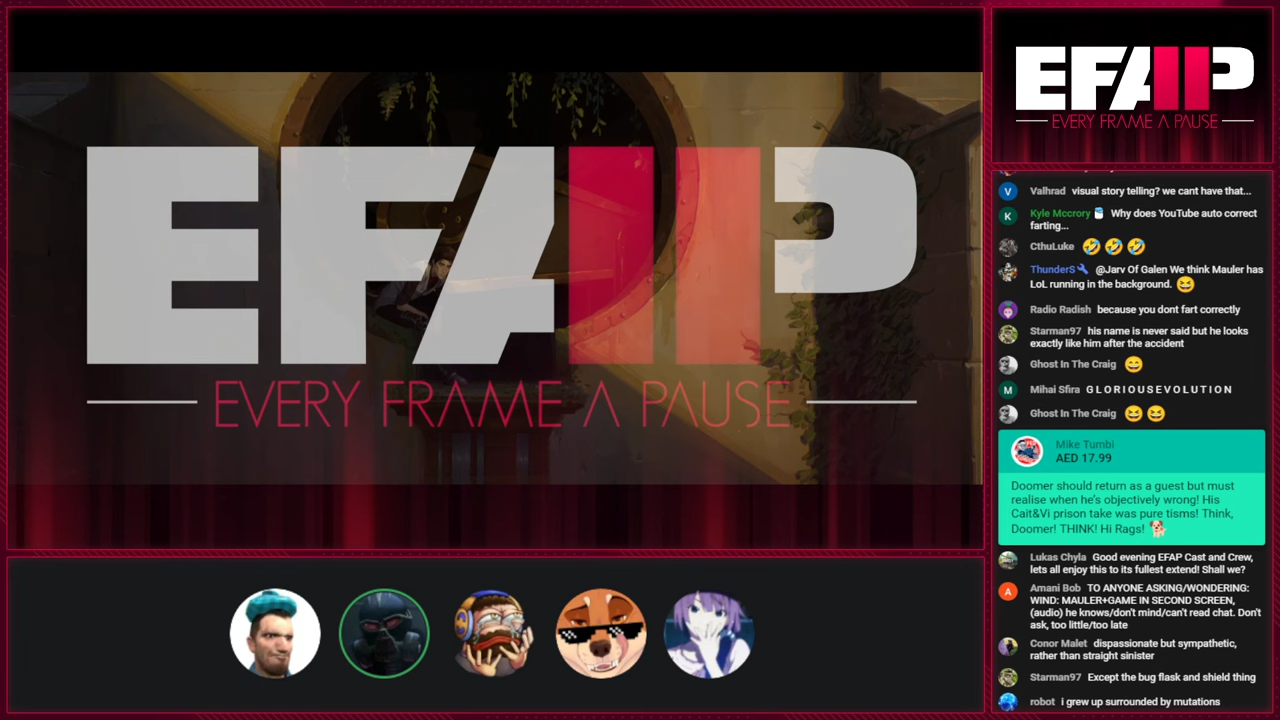 EFAP
EVERY FRAME A PAUSE
EFAP
EVERY FRAME A PAUSE
V Valhrad visual story telling? we cant have that...
K Kyle Mccrory Why does YouTube auto correct
farting...
CthuLuke 🤣🤣🤣
ThunderS @Jarv Of Galen We think Mauler has
LoL running in the background. 😆
Radio Radish because you dont fart correctly
Starman97 his name is never said but he looks
exactly like him after the accident
Ghost In The Craig 😄
M Mihai Sfira G L O R I O U S E V O L U T I O N
Ghost In The Craig 😆😆
Mike Tumbi
AED 17.99
Doomer should return as a guest but must
realise when he's objectively wrong! His
Cait&Vi prison take was pure tisms! Think,
Doomer! THINK! Hi Rags! 🐕
Lukas Chyla Good evening EFAP Cast and Crew,
lets all enjoy this to its fullest extend! Shall we?
A Amani Bob TO ANYONE ASKING/WONDERING:
WIND: MAULER+GAME IN SECOND SCREEN,
(audio) he knows/don't mind/can't read chat. Don't
ask, too little/too late
Conor Malet dispassionate but sympathetic,
rather than straight sinister
Starman97 Except the bug flask and shield thing
robot i grew up surrounded by mutations